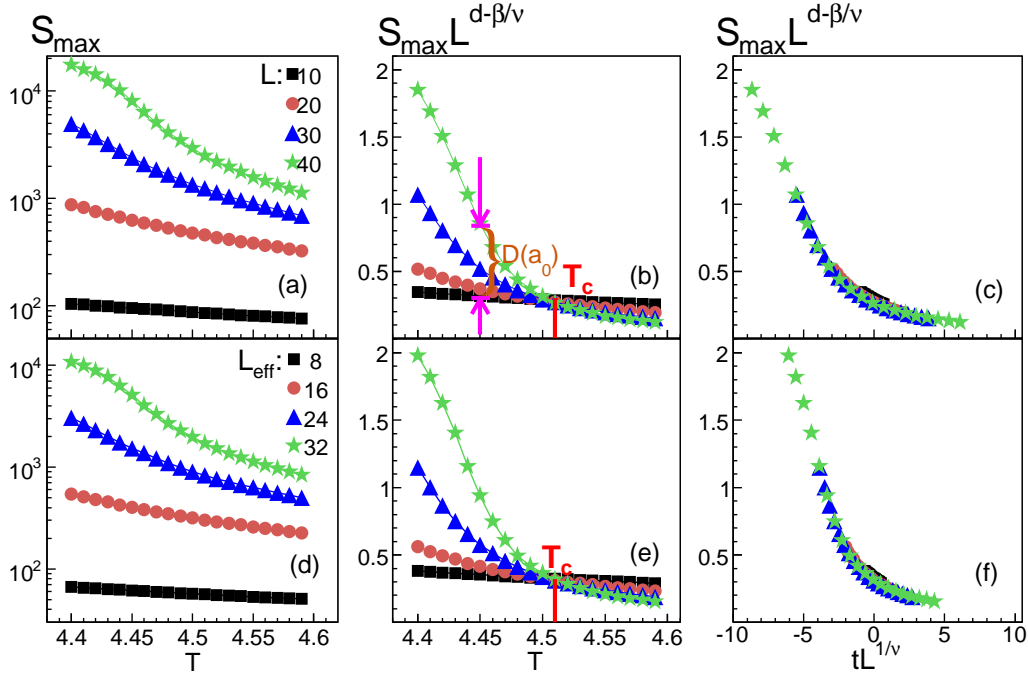 S_max
S_max L^{d-β/ν}
S_max L^{d-β/ν}
10^4
10^3
10^2
L: 10
20
30
40
(a)
2
1.5
1
0.5
D(a_0)
T_c
(b)
2
1.5
1
0.5
(c)
10^4
10^3
10^2
L_eff: 8
16
24
32
(d)
2
1.5
1
0.5
T_c
(e)
2
1.5
1
0.5
(f)
4.4 4.45 4.5 4.55 4.6
T
4.4 4.45 4.5 4.55 4.6
T
-10 -5 0 5 10
tL^{1/ν}